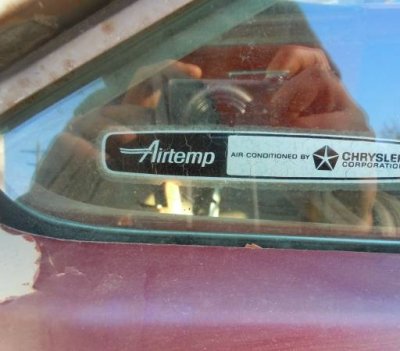 Airtemp
AIR CONDITIONED BY
CHRYSLER
CORPORATION